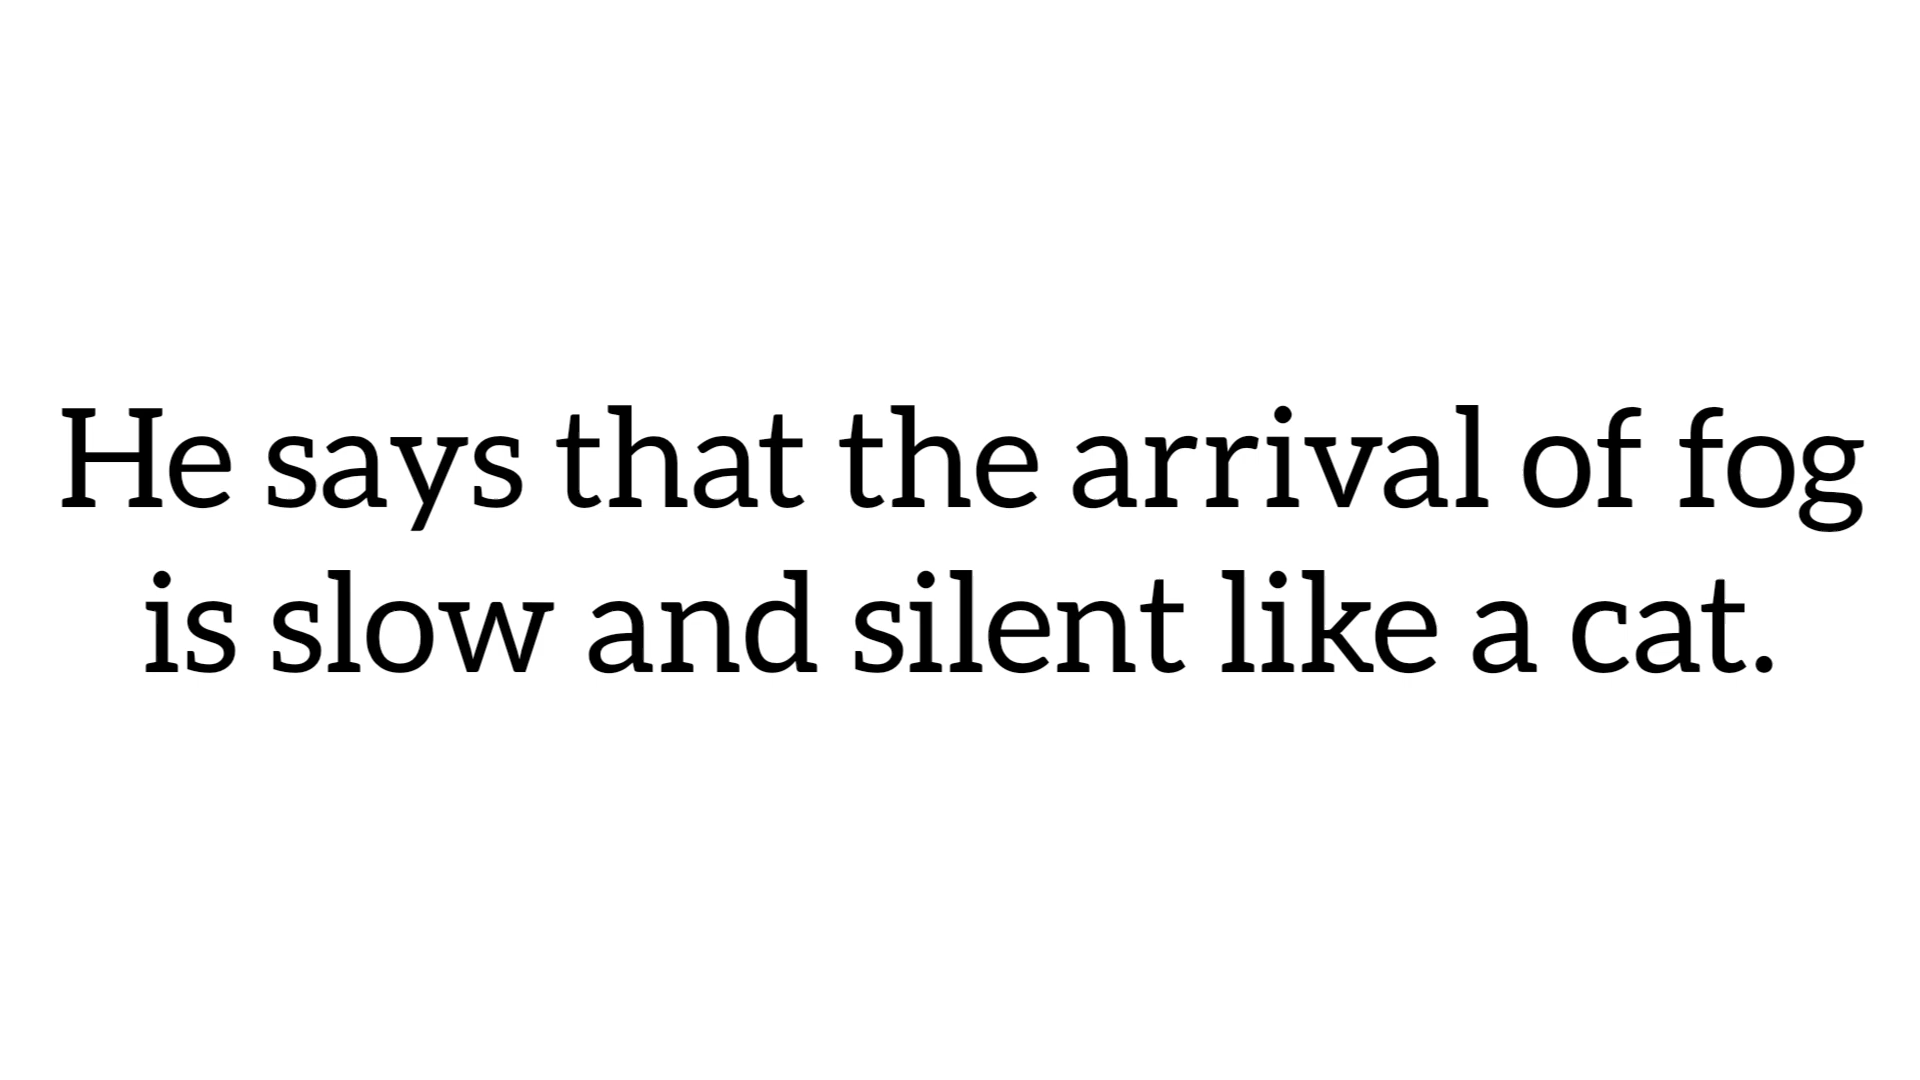 He says that the arrival of fog
is slow and silent like a cat.